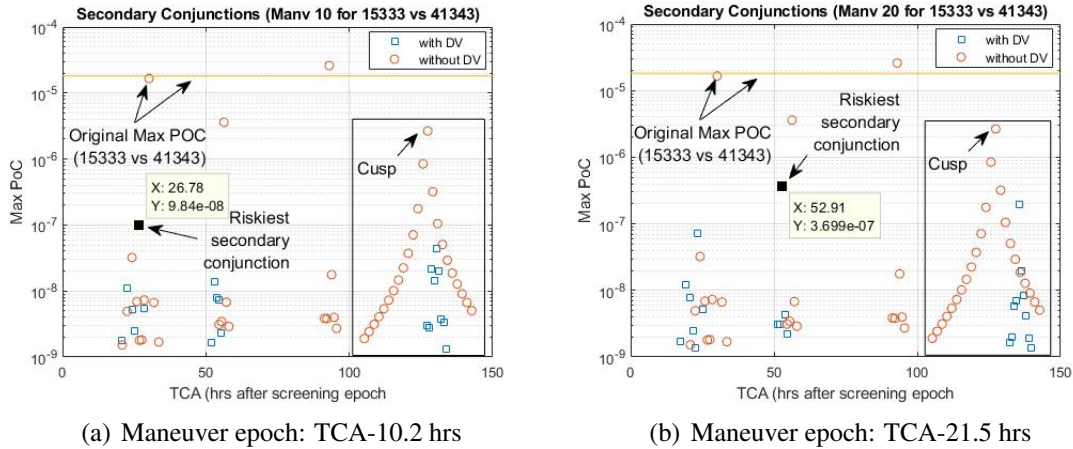 Secondary Conjunctions (Manv 10 for 15333 vs 41343)
10^-4
10^-5
10^-6
10^-7
10^-8
10^-9
Max PoC
with DV
without DV
Original Max POC
(15333 vs 41343)
X: 26.78
Y: 9.84e-08
Riskiest
secondary
conjunction
Cusp
0
50
100
150
TCA (hrs after screening epoch
(a) Maneuver epoch: TCA-10.2 hrs
Secondary Conjunctions (Manv 20 for 15333 vs 41343)
10^-4
10^-5
10^-6
10^-7
10^-8
10^-9
Max PoC
with DV
without DV
Original Max POC
(15333 vs 41343)
Riskiest
secondary
conjunction
X: 52.91
Y: 3.699e-07
Cusp
0
50
100
150
TCA (hrs after screening epoch
(b) Maneuver epoch: TCA-21.5 hrs